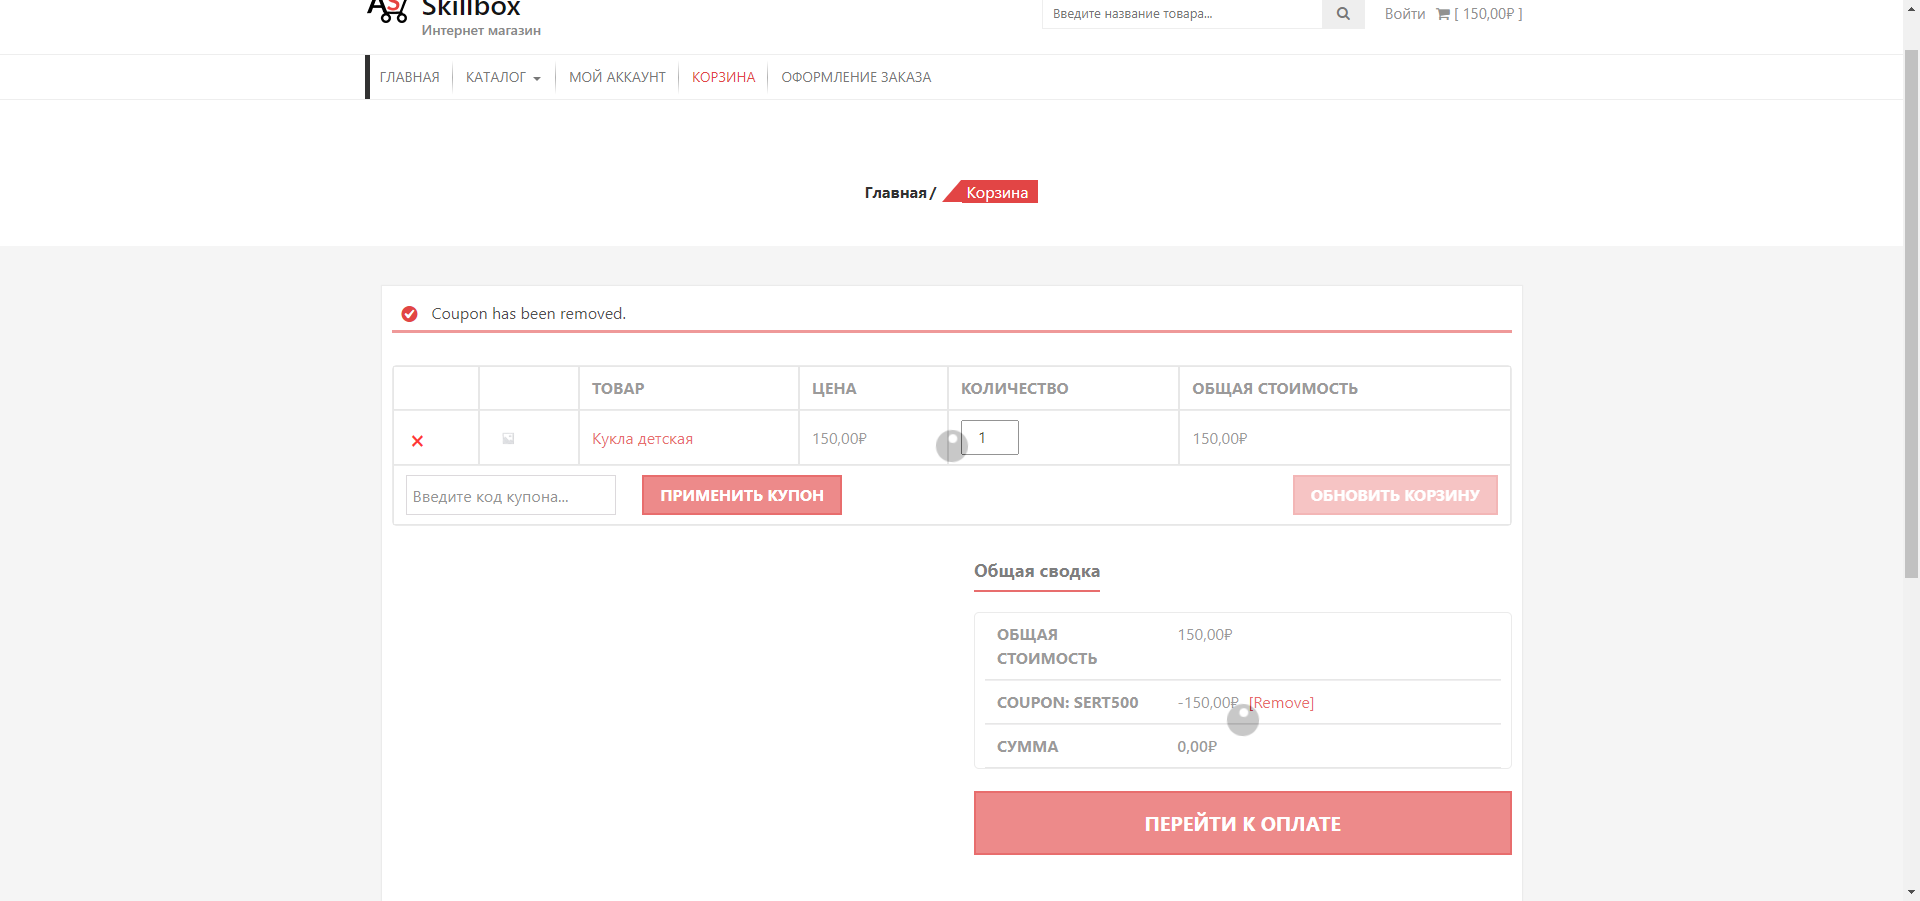 Skillbox
Интернет магазин
Введите название товара...
Войти [ 150,00₽ ]
ГЛАВНАЯ КАТАЛОГ МОЙ АККАУНТ КОРЗИНА ОФОРМЛЕНИЕ ЗАКАЗА
Главная / Корзина
Coupon has been removed.
ТОВАР ЦЕНА КОЛИЧЕСТВО ОБЩАЯ СТОИМОСТЬ
Кукла детская 150,00₽ 1 150,00₽
Введите код купона... ПРИМЕНИТЬ КУПОН ОБНОВИТЬ КОРЗИНУ
Общая сводка
ОБЩАЯ СТОИМОСТЬ 150,00₽
COUPON: SERT500 -150,00₽ [Remove]
СУММА 0,00₽
ПЕРЕЙТИ К ОПЛАТЕ